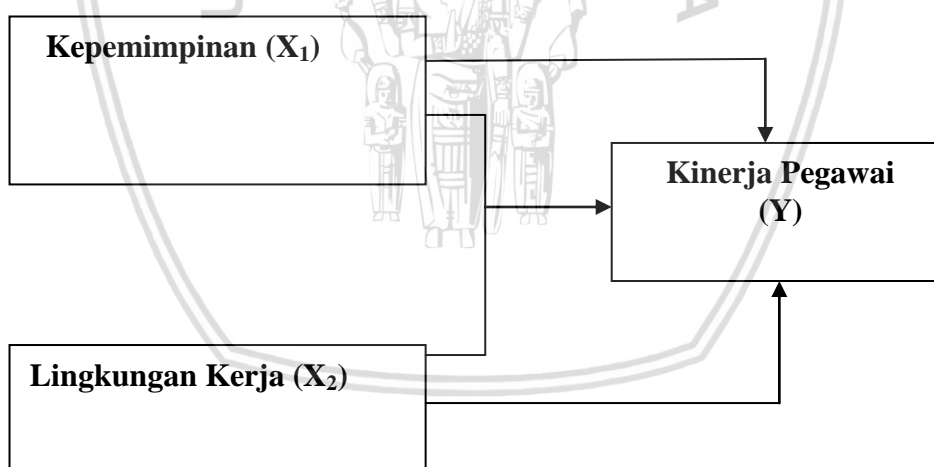 Kepemimpinan (X₁)
Kinerja Pegawai
(Y)
Lingkungan Kerja (X₂)